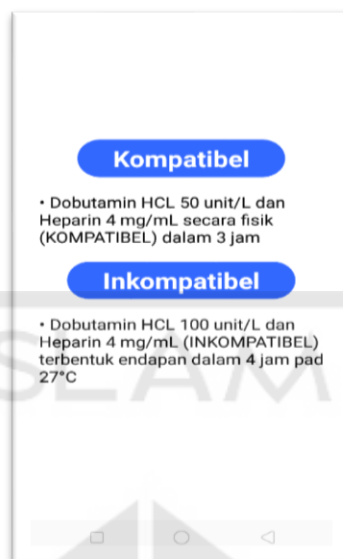 Kompatibel
• Dobutamin HCL 50 unit/L dan
Heparin 4 mg/mL secara fisik
(KOMPATIBEL) dalam 3 jam
Inkompatibel
• Dobutamin HCL 100 unit/L dan
Heparin 4 mg/mL (INKOMPATIBEL)
terbentuk endapan dalam 4 jam pad
27°C
SLAM